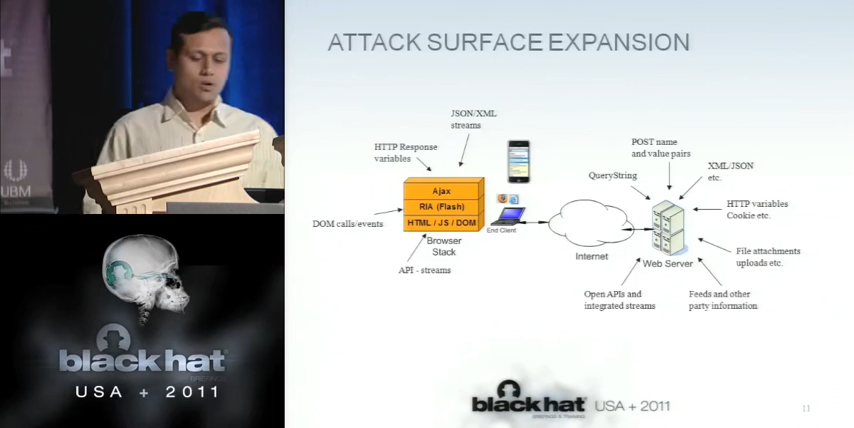 UBM
black hat
USA + 2011
ATTACK SURFACE EXPANSION
JSON/XML
streams
HTTP Response
variables
DOM calls/events
Ajax
RIA (Flash)
HTML / JS / DOM
Browser
Stack
API - streams
End Client
Internet
QueryString
POST name
and value pairs
XML/JSON
etc.
HTTP variables
Cookie etc.
File attachments
uploads etc.
Web Server
Open APIs and
integrated streams
Feeds and other
party information
black hat
USA + 2011
11